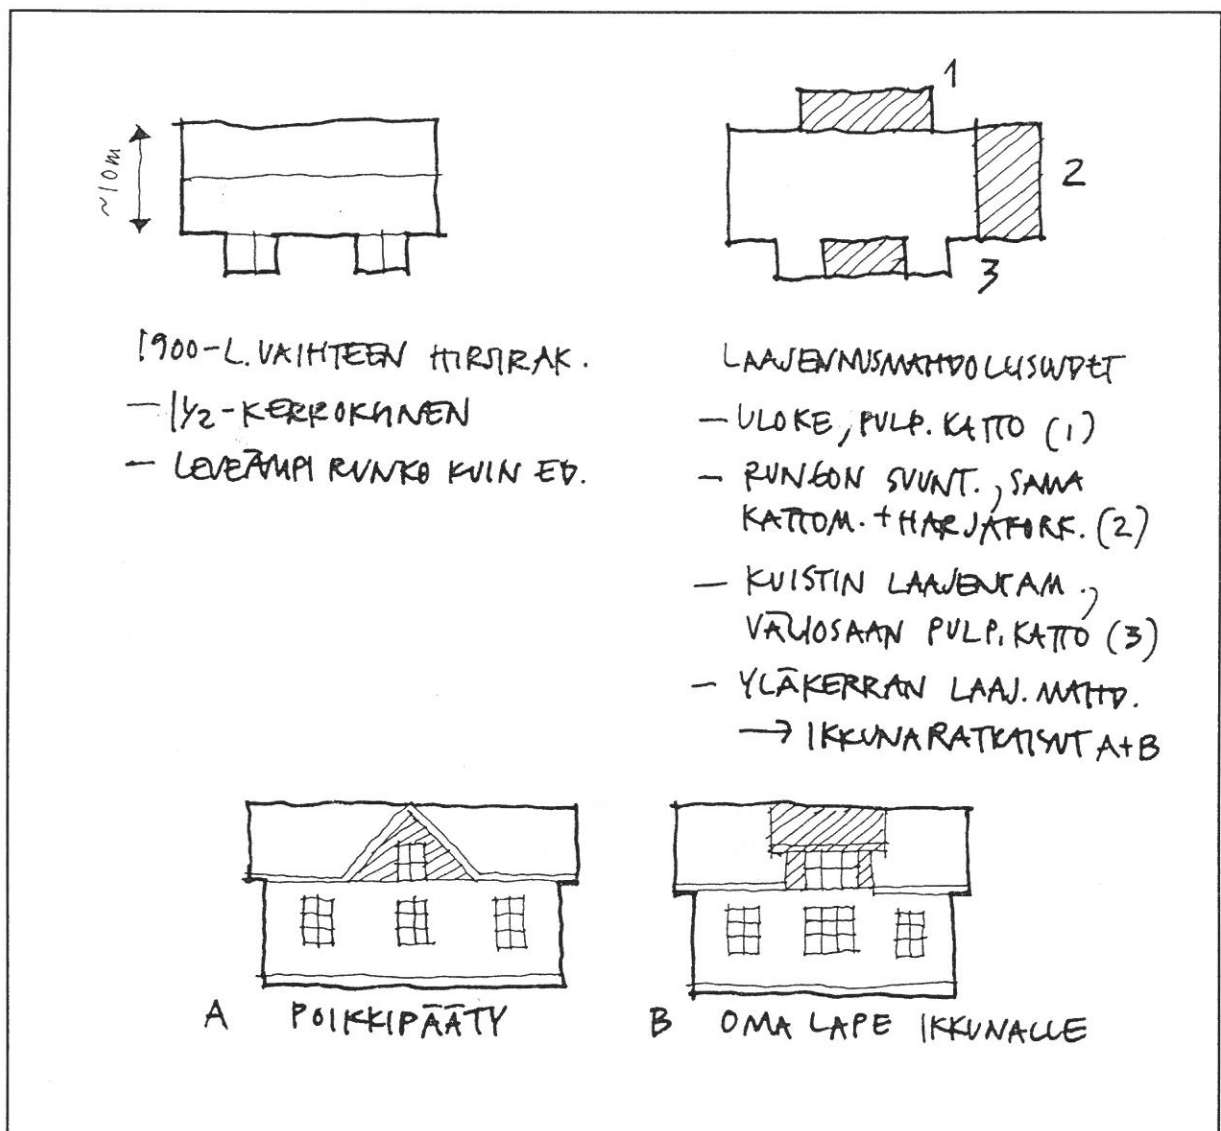 ~10m
1900-L. VAIHTEEN HIRSIRAK.
– 1½-KERROKSINEN
– LEVEÄMPI RUNKO KUIN ED.
1
2
3
LAAJENNUSMAHDOLLISUUDET
– ULOKE, PULP. KATTO (1)
– RUNGON SUUNT., SAMA
KATTOM. + HARJAKORK. (2)
– KUISTIN LAAJENTAM.,
VÄLIOSAAN PULP. KATTO (3)
– YLÄKERRAN LAAJ. MAHD.
→ IKKUNARATKAISUT A+B
A POIKKIPÄÄTY
B OMA LAPE IKKUNALLE